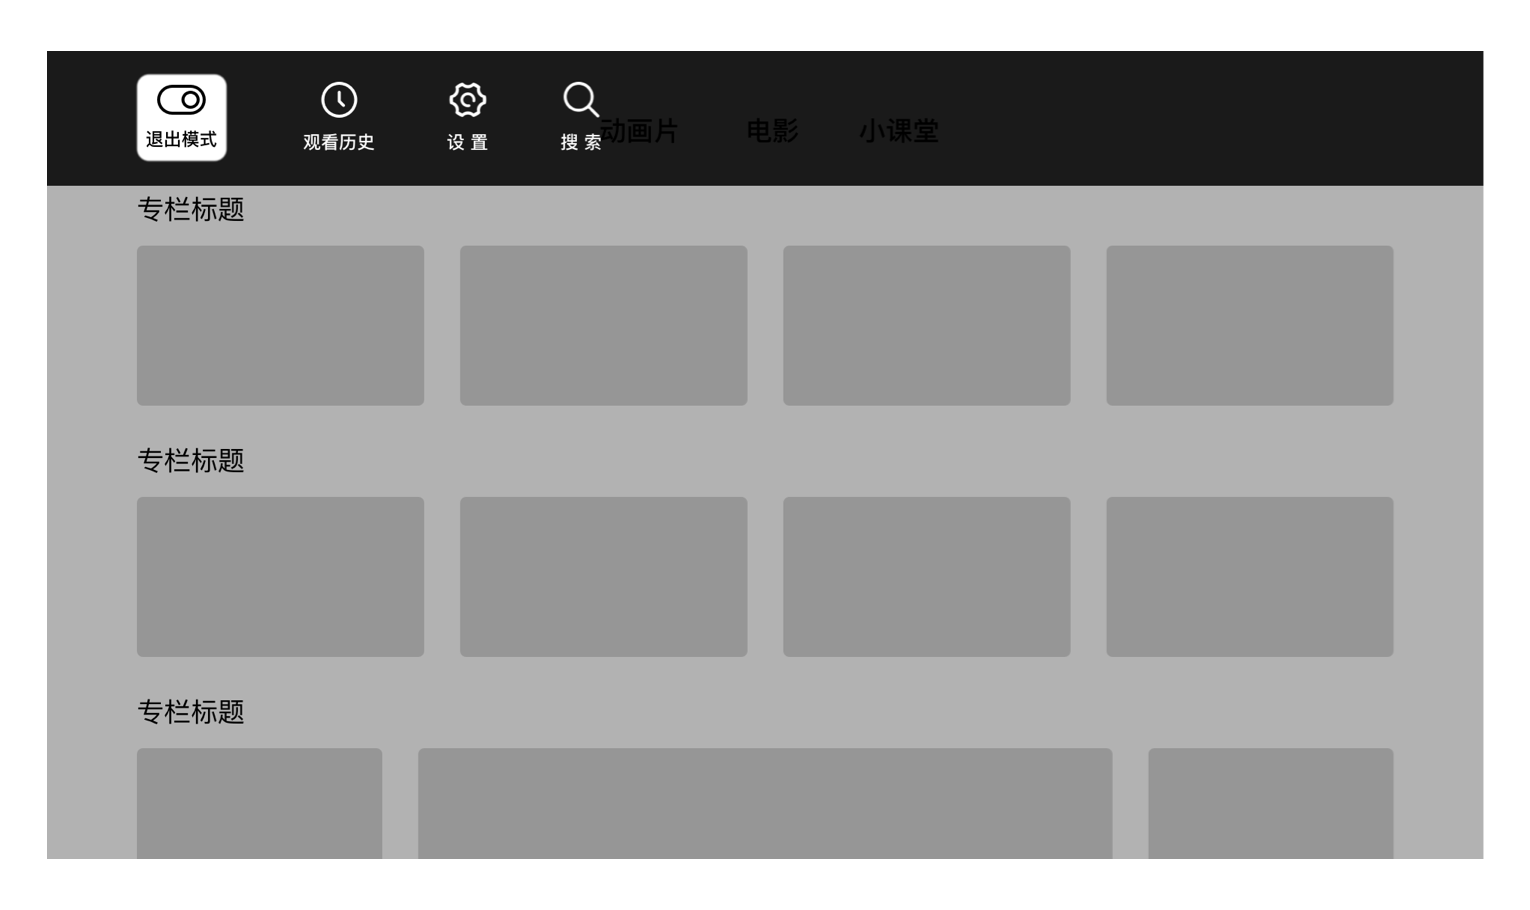 退出模式
观看历史
设 置
搜 索
动画片
电影
小课堂
专栏标题
专栏标题
专栏标题